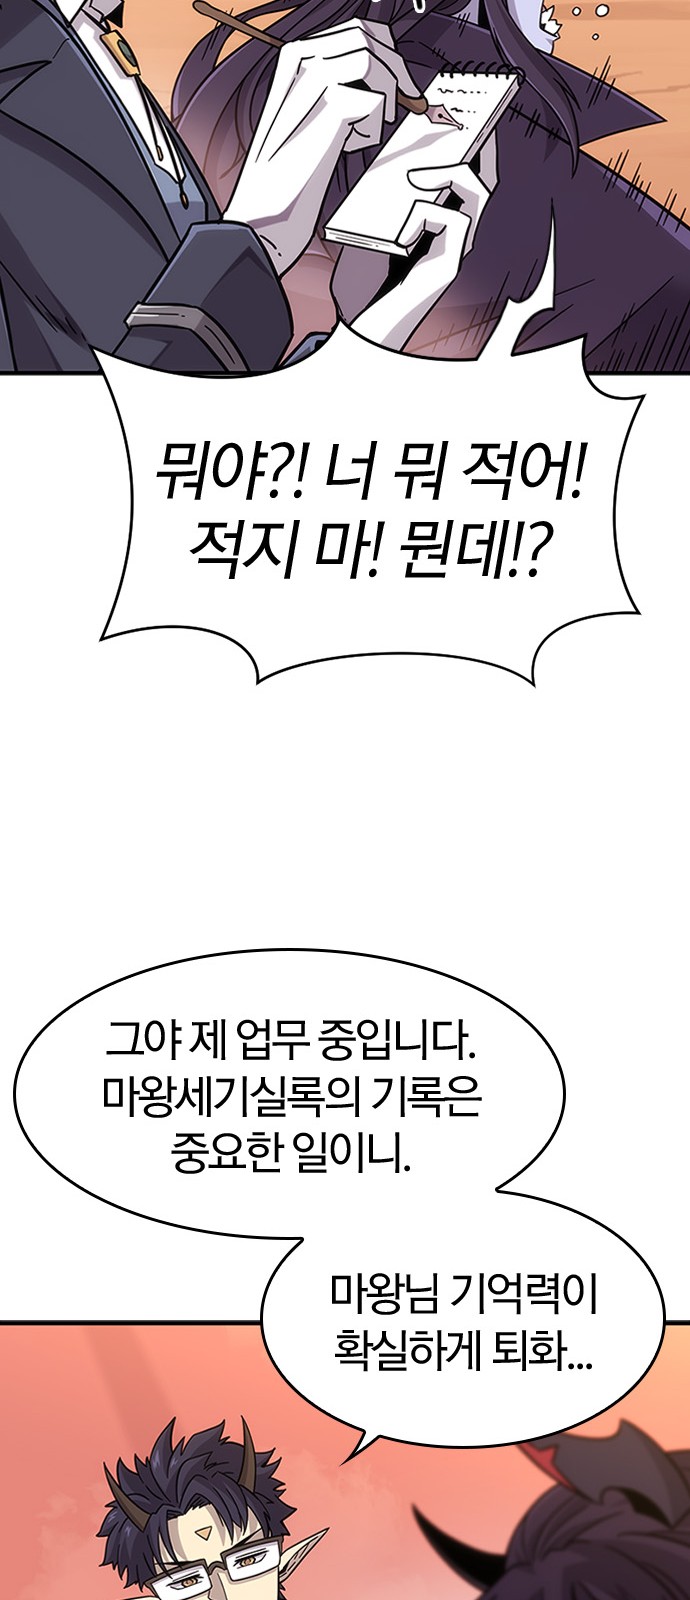 뭐야?! 너 뭐 적어!
적지 마! 뭔데!?
그야 제 업무 중입니다.
마왕세기실록의 기록은
중요한 일이니.
마왕님 기억력이
확실하게 퇴화...